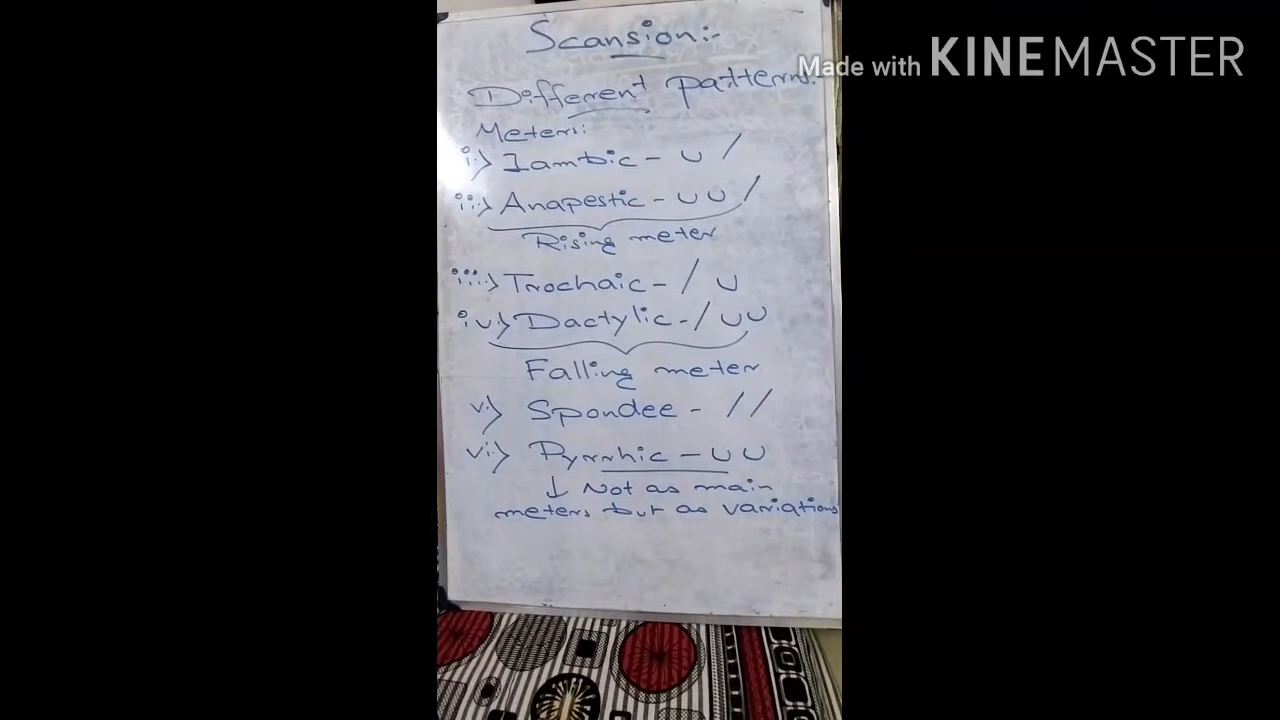 Scansion:-
Made with KINEMASTER
Different patterns:
Meters:
i.) Iambic - ∪ /
ii.) Anapestic - ∪ ∪ /
Rising meter
iii.) Trochaic - / ∪
iv.) Dactylic - / ∪ ∪
Falling meter
v.) Spondee - / /
vi.) Pyrrhic - ∪ ∪
↓ Not as main
meters but as variations